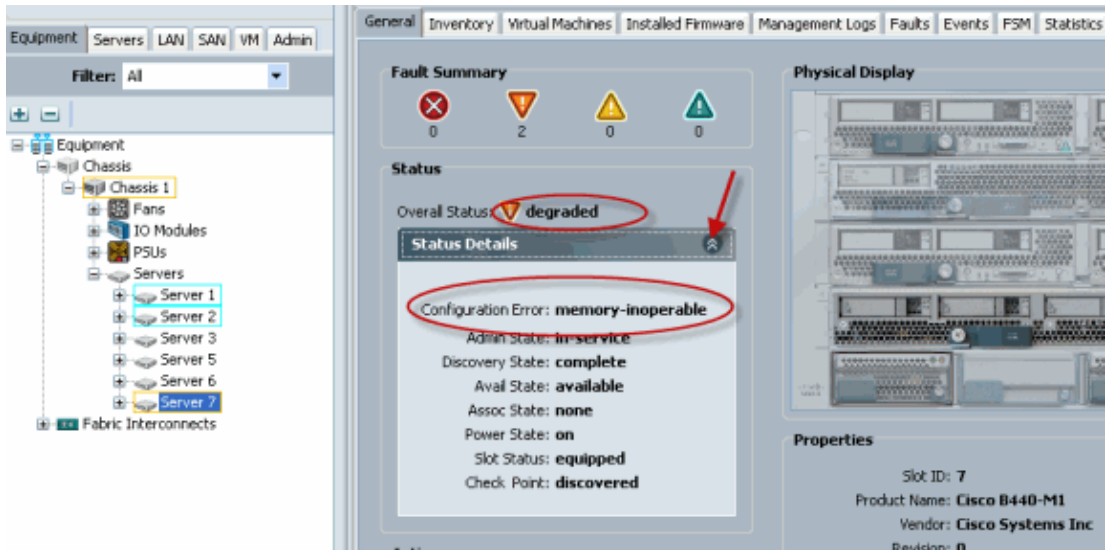 Equipment Servers LAN SAN VM Admin
Filter: All
Equipment
Chassis
Chassis 1
Fans
IO Modules
PSUs
Servers
Server 1
Server 2
Server 3
Server 5
Server 6
Server 7
Fabric Interconnects
General Inventory Virtual Machines Installed Firmware Management Logs Faults Events FSM Statistics
Fault Summary
0 2 0 0
Status
Overal Status: degraded
Status Details
Configuration Error: memory-inoperable
Admin State: in-service
Discovery State: complete
Avail State: available
Assoc State: none
Power State: on
Slot Status: equipped
Check Point: discovered
Physical Display
Properties
Slot ID: 7
Product Name: Cisco B440-M1
Vendor: Cisco Systems Inc
Revision: 0